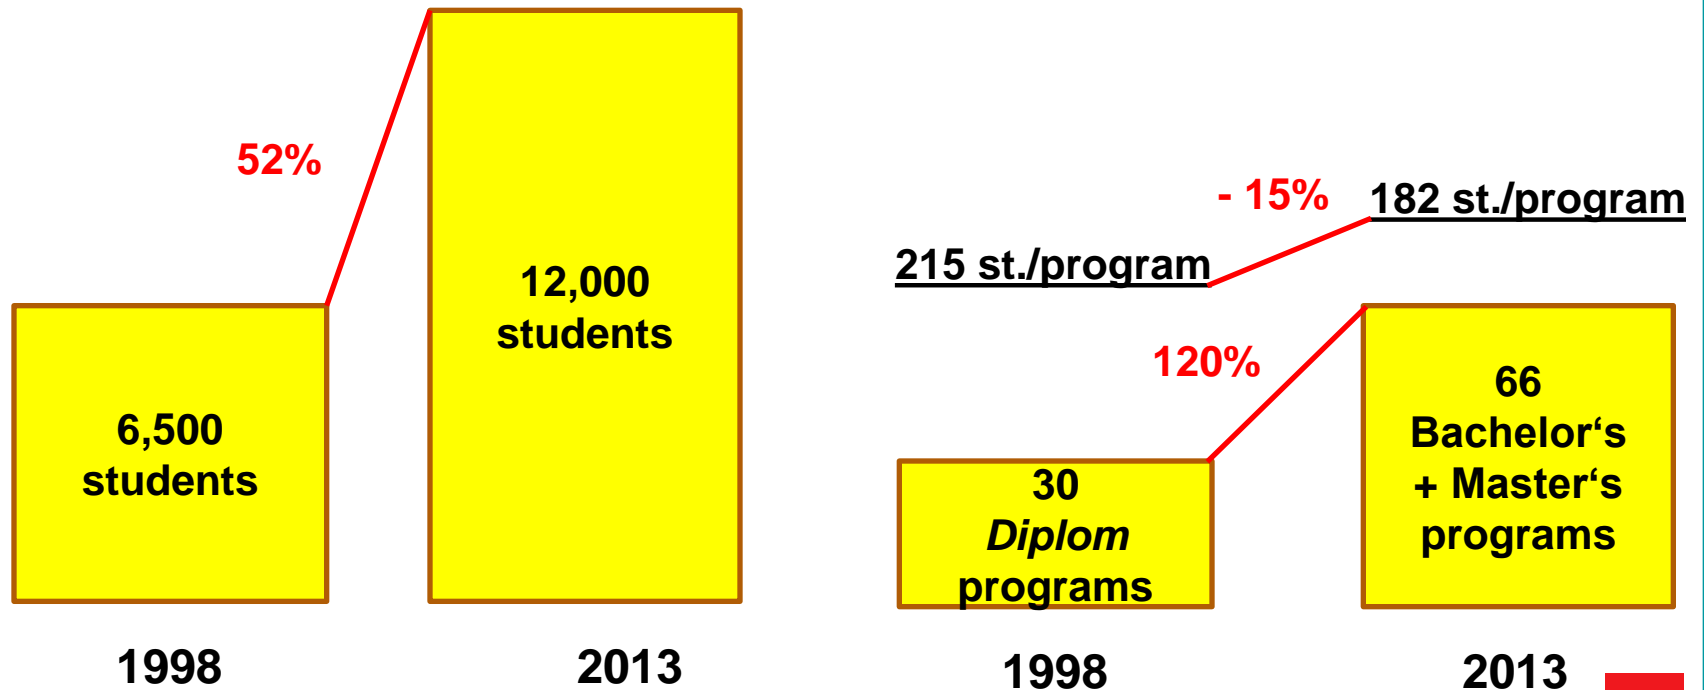 52%
6,500
students
12,000
students
1998
2013
- 15%
182 st./program
215 st./program
120%
30
Diplom
programs
66
Bachelor‘s
+ Master‘s
programs
1998
2013